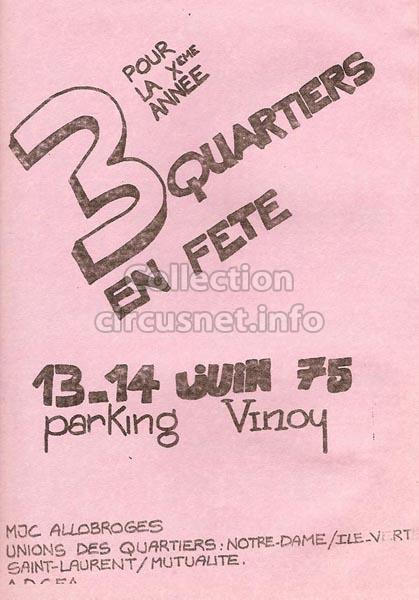 POUR
LA Xème
ANNÉE
3 QUARTIERS
EN FETE
Collection
circusnet.info
13-14 JUIN 75
parking Vinoy
MJC ALLOBROGES
UNIONS DES QUARTIERS: NOTRE-DAME/ILE-VERT
SAINT-LAURENT/MUTUALITE.